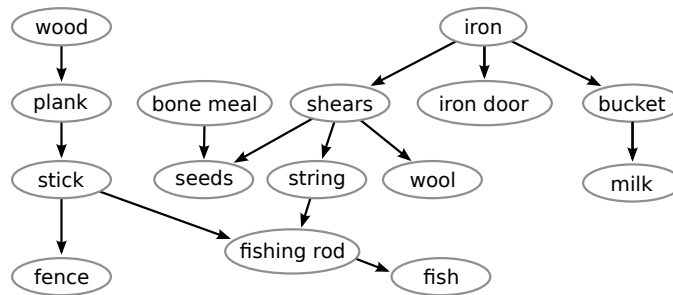 wood
iron
plank
bone meal
shears
iron door
bucket
stick
seeds
string
wool
milk
fishing rod
fence
fish